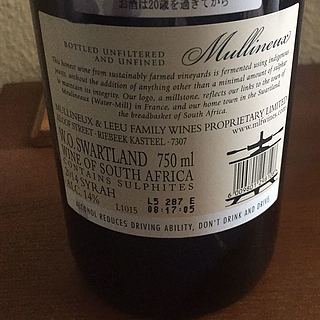 お酒は20歳を過ぎてから
BOTTLED UNFILTERED
AND UNFINED
Mullineux
This honest wine from sustainably farmed vineyards is fermented using indigenous
yeasts, without the addition of anything other than a minimal amount of sulphur
to maintain its integrity. Our logo, a millstone, reflects our links to the town of
Moulineaux (Water-Mill) in France, and our home town in the Swartland,
the breadbasket of South Africa.
MULLINEUX & LEEU FAMILY WINES PROPRIETARY LIMITED
STREET · RIEBEEK KASTEEL · 7307
W.O. SWARTLAND 750 ml
WINE OF SOUTH AFRICA
CONTAINS SULPHITES
SYRAH
ALC. 14%
L1015
L5 287 E
08:17:05
ALCOHOL REDUCES DRIVING ABILITY, DON'T DRINK AND DRIVE.